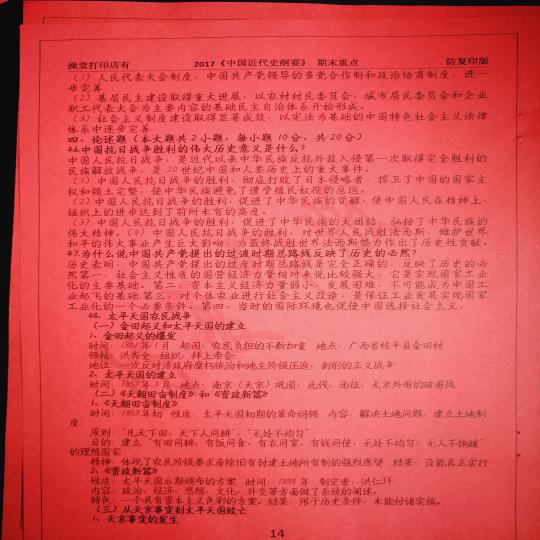 澡堂打印店有 2017《中国近代史纲要》 期末重点 防复印版
(1) 人民代表大会制度,中国共产党领导的多党合作制和政治协商制度,进一
步完善
(2) 基层民主建设取得重大进展,以农村村民委员会,城市居民委员会和企业
职工代表大会为主要内容的基础民主自治体系开始形成。
(3) 社会主义制度建设取得显著成效,以宪法为基础的中国特色社会主义法律
体系中逐步完善
四、论述题(本大题共2小题,每小题10分,共20分)
46.中国抗日战争胜利的伟大历史意义是什么?
中国人民抗日战争,是近代以来中华民族反抗外敌入侵第一次取得完全胜利的
民族解放战争,是20世纪中国和人类历史上的重大事件。
(1) 中国人民抗日战争的胜利,彻底打败了日本侵略者,捍卫了中国的国家主
权和领土完整,使中华民族避免了遭受殖民奴役的厄运。
(2) 中国人民抗日战争的胜利,促进了中华民族的觉醒,使中国人民在精神上、
组织上的进步达到了前所未有的高度。
(3) 中国人民抗日战争的胜利,促进了中华民族的大团结,弘扬了中华民族的
伟大精神。(4) 中国人民抗日战争的胜利,对世界人民战胜法西斯、维护世界
和平的伟大事业产生巨大影响,为最终战胜世界法西斯势力作出了历史性贡献。
47.为什么说中国共产党提出的过渡时期总路线反映了历史的必然?
历史表明,中国共产党提出的过度时期总路线是完全正确的,反映了历史的必
然第一,社会主义性质的国营经济力量相对来说比较强大,它是实现国家工业
化的主要基础。第二,资本主义经济力量弱小,发展困难,不可能成为中国工
业起飞的基础第三,对个体农业进行社会主义改造,是保证工业发展实现国家
工业化的一个必要条件。第四,当时的国际环境也促使中国选择社会主义。
48、太平天国农民战争
(一)金田起义和太平天国的建立
1、金田起义的爆发
时间:1851年1月 起因:农民负担的不断加重 地点:广西省桂平县金田村
领袖:洪秀全 组织:拜上帝会
地位:一次反对清政府腐朽统治和地主阶级压迫、剥削的正义战争
2、太平天国的建立
时间:1853年3月 地点:南京(天京)巩固:北伐、西征、天京外围的破围战
(二)《天朝田亩制度》和《资政新篇》
1、《天朝田亩制度》
时间:1853年初 性质:太平天国初期的革命纲领 内容:解决土地问题,建立土地制
度
原则:"凡天下田,天下人同耕","无处不均匀"
目的:建立"有田同耕,有饭同食,有衣同穿,有钱同使,无处不均匀,无人不饱暖"
的理想国家
精神:体现了农民阶级要求废除旧有封建土地所有制的强烈愿望 结果:没能真正实行
2、《资政新篇》
性质:太平天国后期颁布的方案 时间:1859年 制定者:洪仁玕
内容:政治、经济、思想、文化、外交等方面做了系统的阐述。
特色:一个具有资本主义色彩的方案。结果:限于历史条件,未能付诸实施。
(三)从天京事变到太平天国败亡
1、天京事变的发生
14